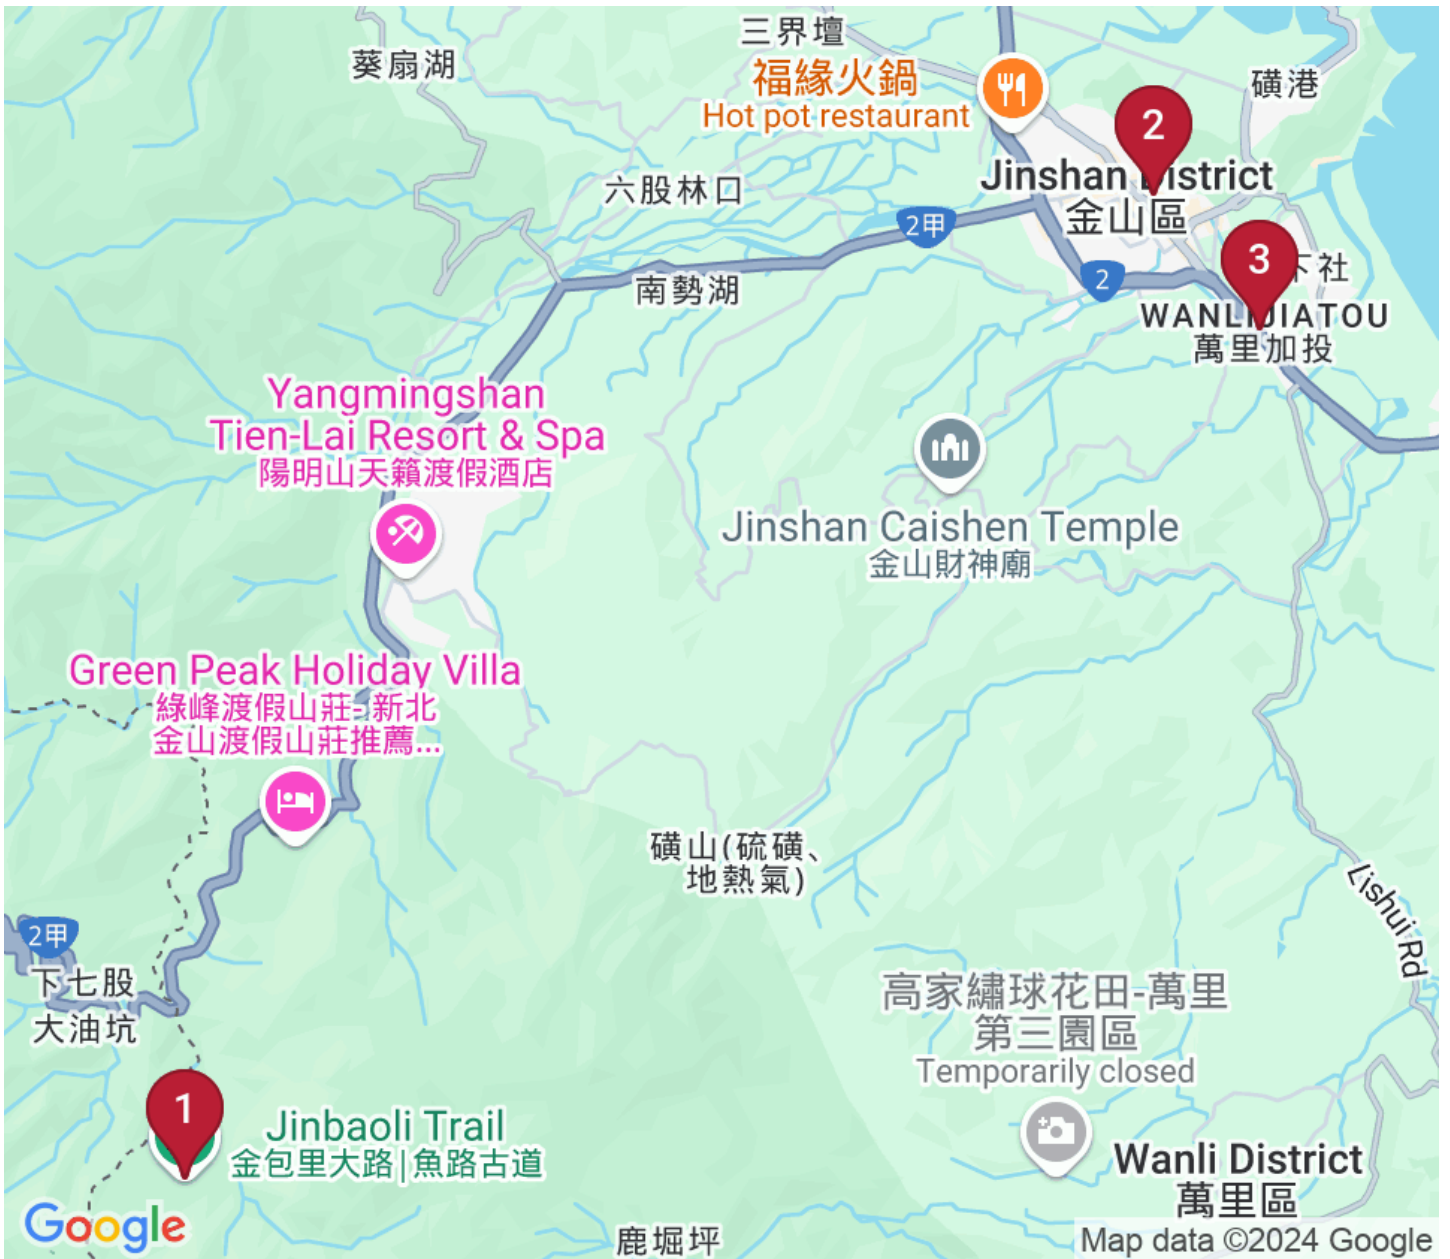 三界壇
葵扇湖
福緣火鍋
Hot pot restaurant
磺港
2
Jinshan District
金山區
六股林口
2甲
3
下社
南勢湖
2
WANLIJIATOU
萬里加投
Yangmingshan
Tien-Lai Resort & Spa
陽明山天籟渡假酒店
Jinshan Caishen Temple
金山財神廟
Green Peak Holiday Villa
綠峰渡假山莊- 新北
金山渡假山莊推薦...
磺山(硫磺、
地熱氣)
Lishui Rd
2甲
下七股
大油坑
高家繡球花田-萬里
第三園區
Temporarily closed
1
Jinbaoli Trail
金包里大路|魚路古道
Wanli District
萬里區
Google
鹿堀坪
Map data ©2024 Google